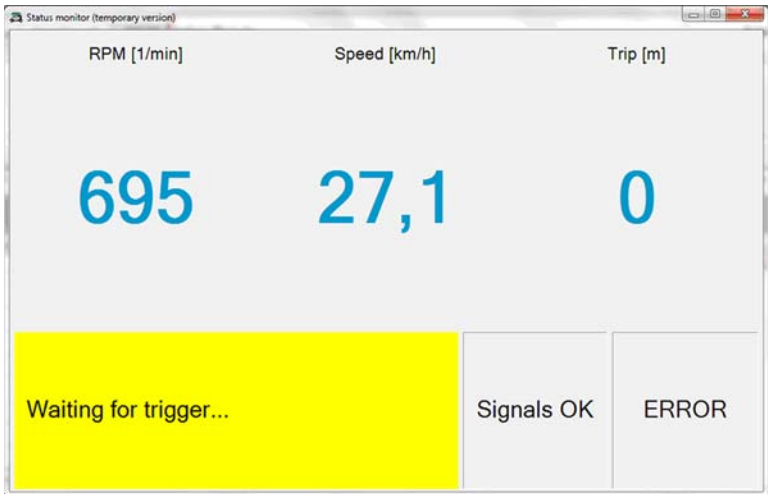 Status monitor (temporary version)
RPM [1/min] Speed [km/h] Trip [m]
695 27,1 0
Waiting for trigger... Signals OK ERROR